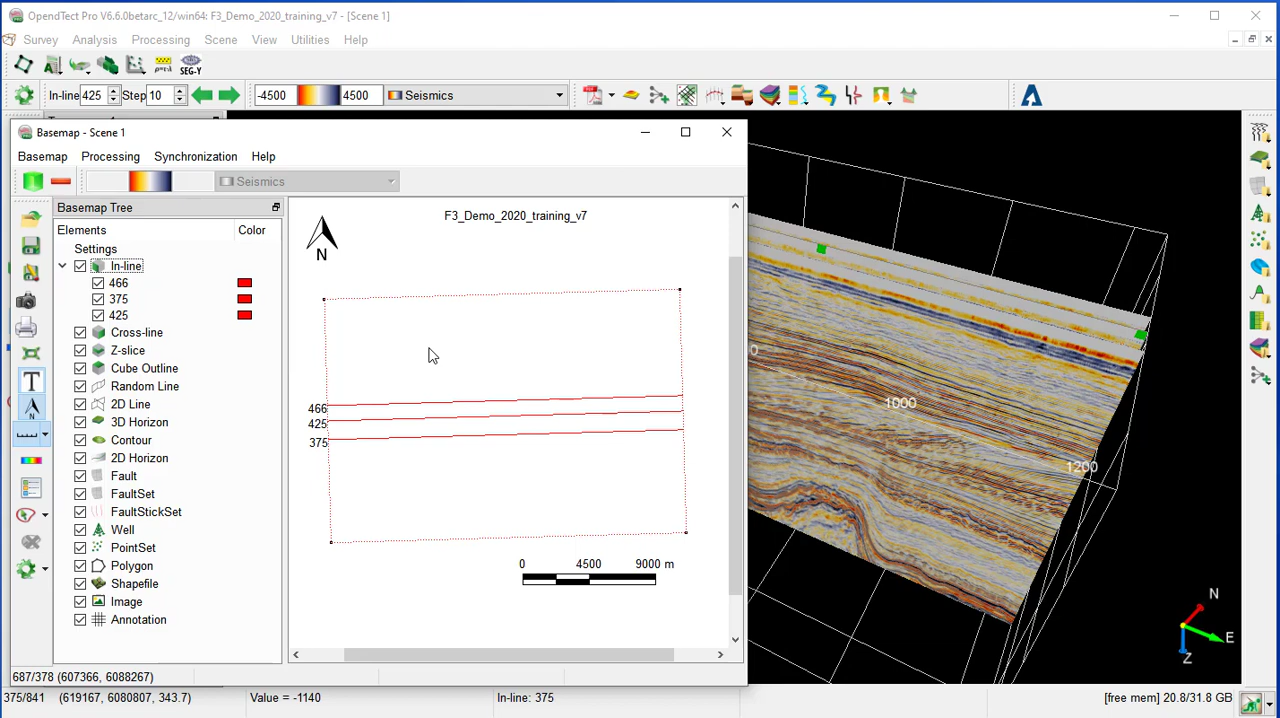 OpendTect Pro V6.6.0betarc_12/win64: F3_Demo_2020_training_v7 - [Scene 1]
Survey Analysis Processing Scene View Utilities Help
SEG-Y
In-line 425 Step 10 -4500 4500 Seismics
Basemap - Scene 1
Basemap Processing Synchronization Help
Seismics
Basemap Tree
Elements Color
Settings
In-line
466
375
425
Cross-line
Z-slice
Cube Outline
Random Line
2D Line
3D Horizon
Contour
2D Horizon
Fault
FaultSet
FaultStickSet
Well
PointSet
Polygon
Shapefile
Image
Annotation
F3_Demo_2020_training_v7
N
466
425
375
0 4500 9000 m
0
1000
1200
N
E
Z
687/378 (607366, 6088267)
375/841 (619167, 6080807, 343.7) Value = -1140 In-line: 375 [free mem] 20.8/31.8 GB